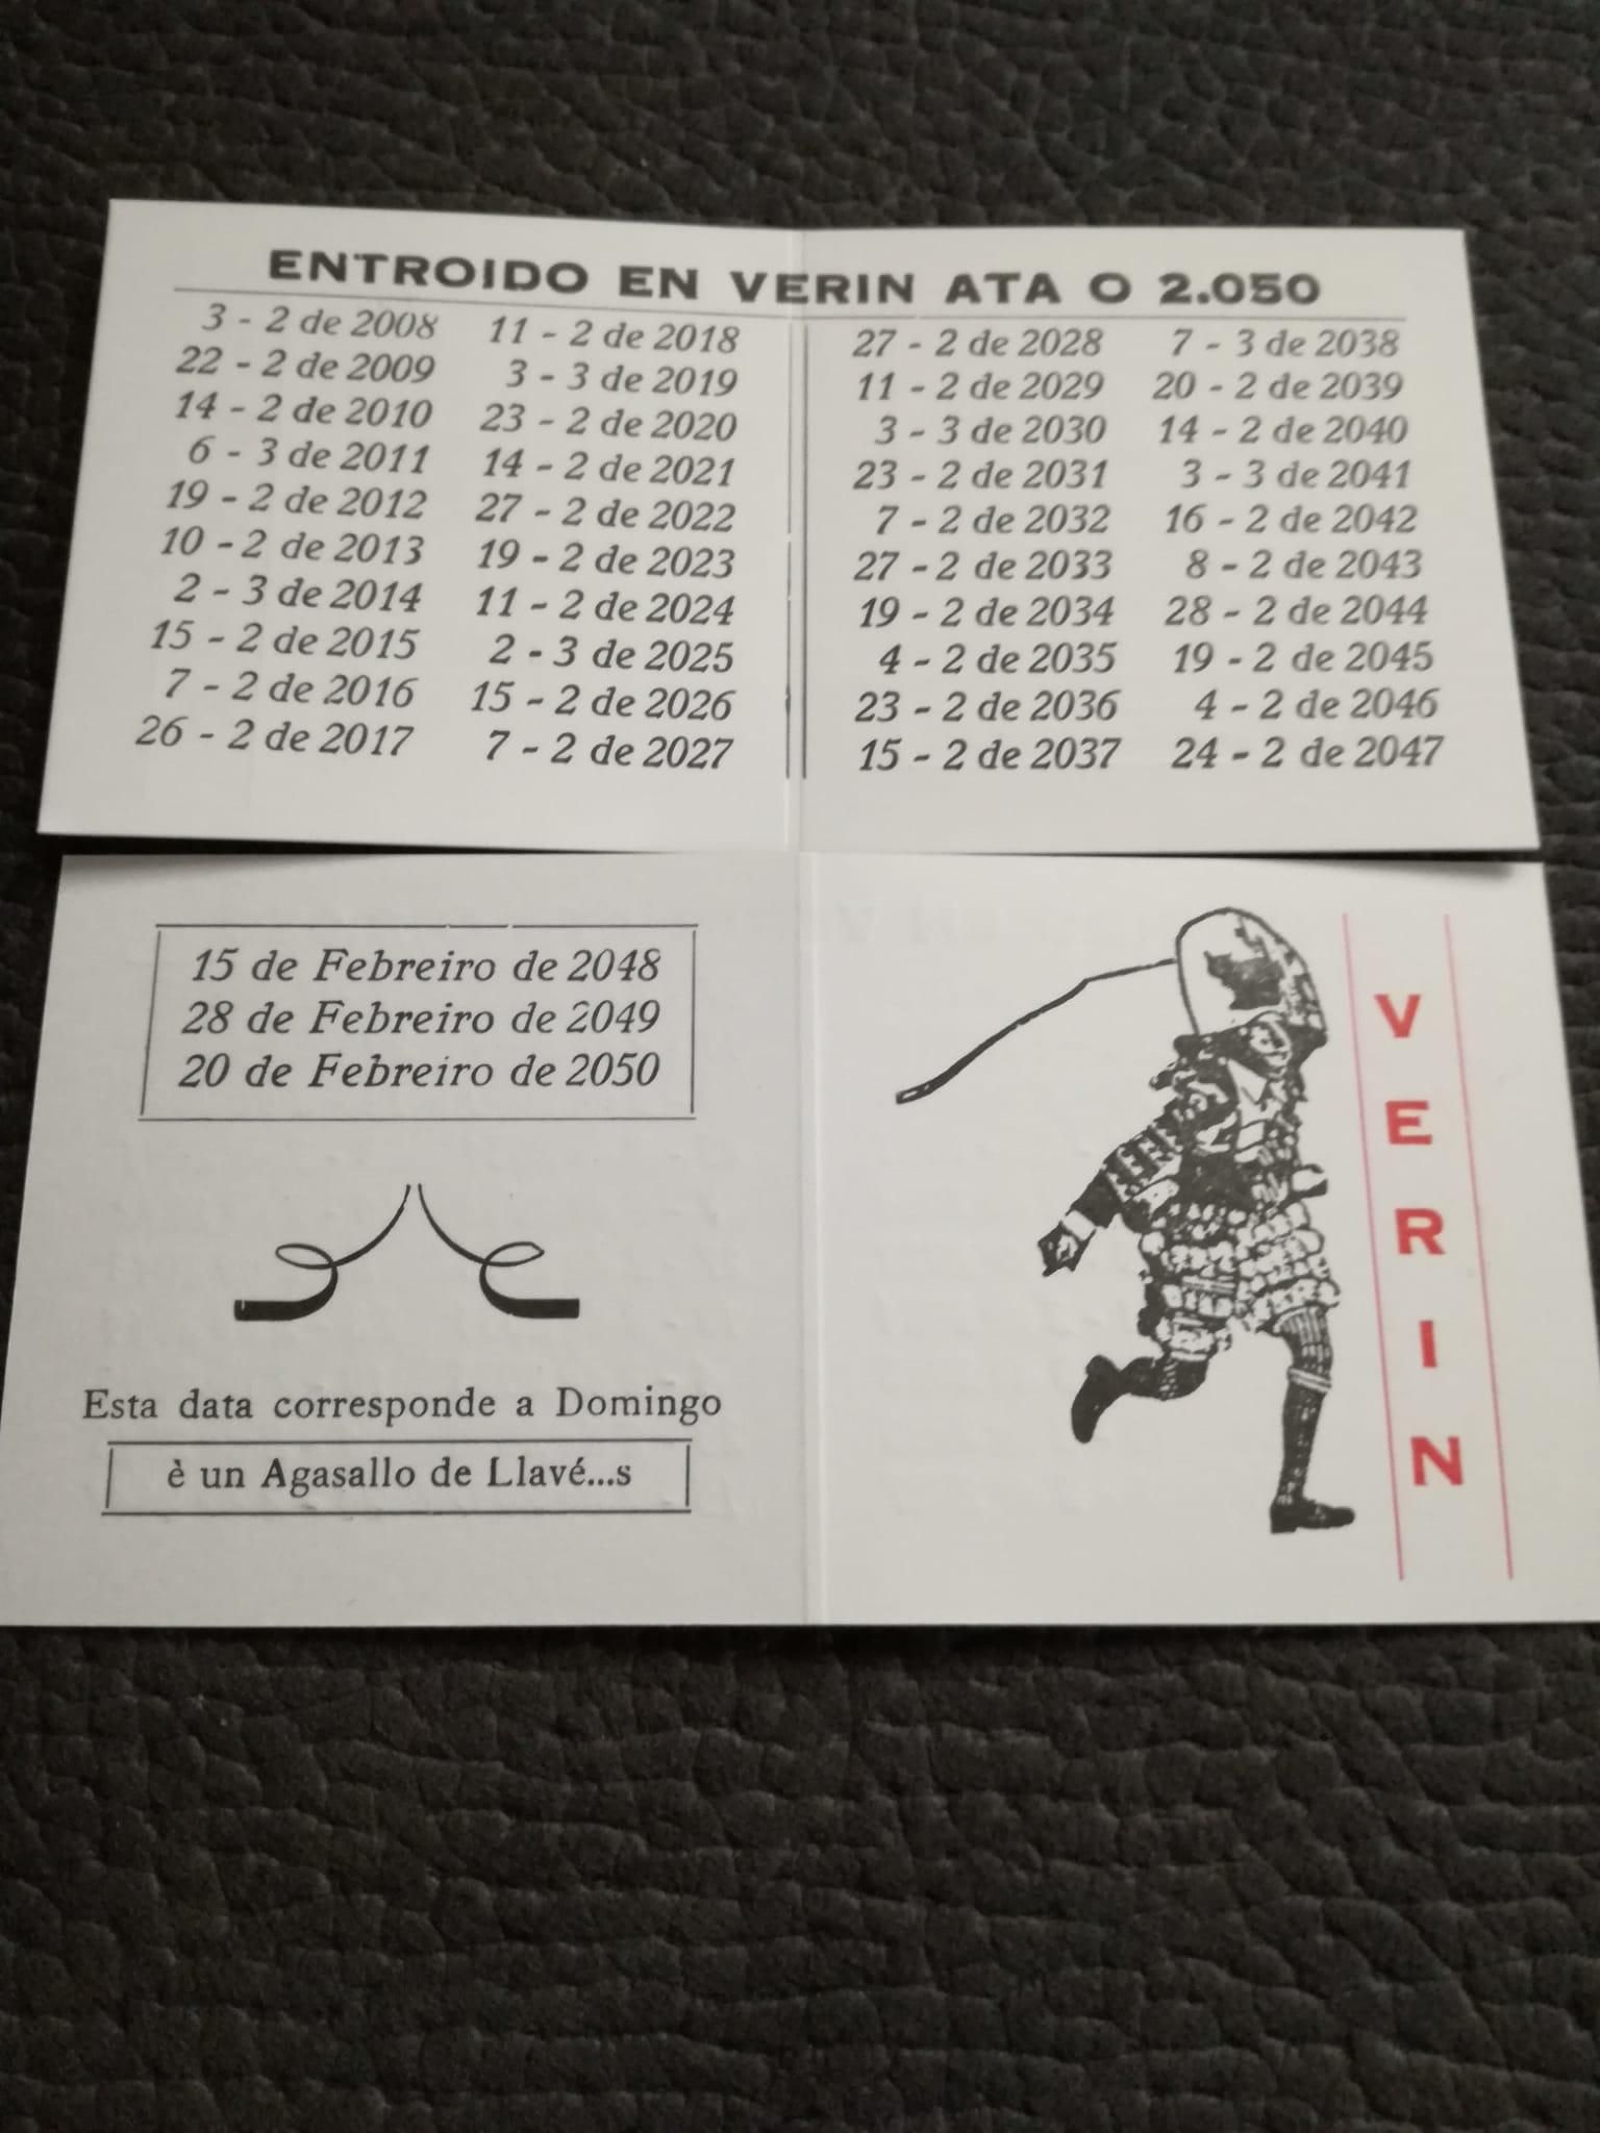 ENTROIDO EN VERIN ATA O 2.050
3 - 2 de 2008
22 - 2 de 2009
14 - 2 de 2010
6 - 3 de 2011
19 - 2 de 2012
10 - 2 de 2013
2 - 3 de 2014
15 - 2 de 2015
7 - 2 de 2016
26 - 2 de 2017
11 - 2 de 2018
3 - 3 de 2019
23 - 2 de 2020
14 - 2 de 2021
27 - 2 de 2022
19 - 2 de 2023
11 - 2 de 2024
2 - 3 de 2025
15 - 2 de 2026
7 - 2 de 2027
27 - 2 de 2028
11 - 2 de 2029
3 - 3 de 2030
23 - 2 de 2031
7 - 2 de 2032
27 - 2 de 2033
19 - 2 de 2034
4 - 2 de 2035
23 - 2 de 2036
15 - 2 de 2037
7 - 3 de 2038
20 - 2 de 2039
14 - 2 de 2040
3 - 3 de 2041
16 - 2 de 2042
8 - 2 de 2043
28 - 2 de 2044
19 - 2 de 2045
4 - 2 de 2046
24 - 2 de 2047
15 de Febreiro de 2048
28 de Febreiro de 2049
20 de Febreiro de 2050
Esta data corresponde a Domingo
è un Agasallo de Llavé...s
VERIN